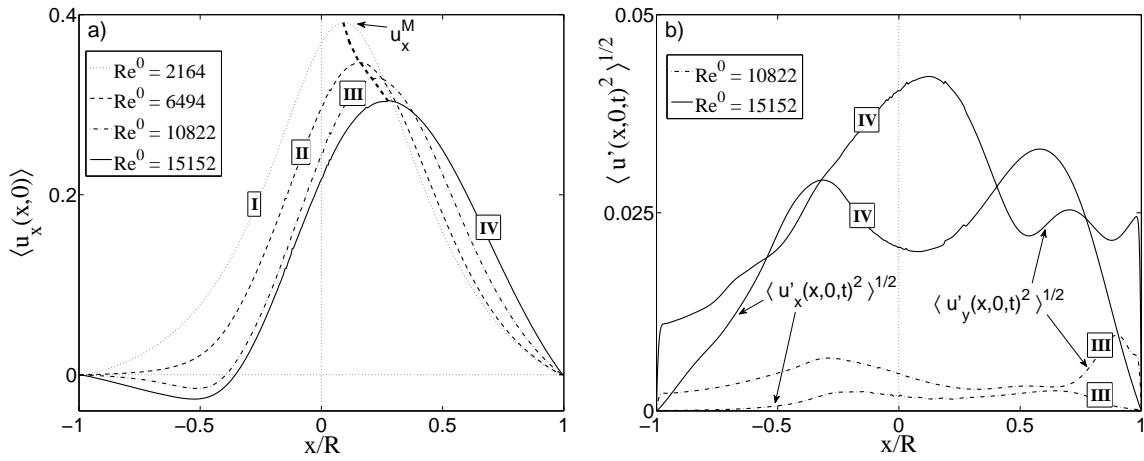 a)
u_x^M
Re^0 = 2164
Re^0 = 6494
Re^0 = 10822
Re^0 = 15152
I
II
III
IV
⟨u_x(x,0)⟩
0.4
0.2
0
−1
−0.5
0
0.5
1
x/R
b)
Re^0 = 10822
Re^0 = 15152
IV
IV
III
III
⟨ u'_x(x,0,t)^2 ⟩^1/2
⟨ u'_y(x,0,t)^2 ⟩^1/2
⟨ u'(x,0,t)^2 ⟩^1/2
0.05
0.025
0
−1
−0.5
0
0.5
1
x/R